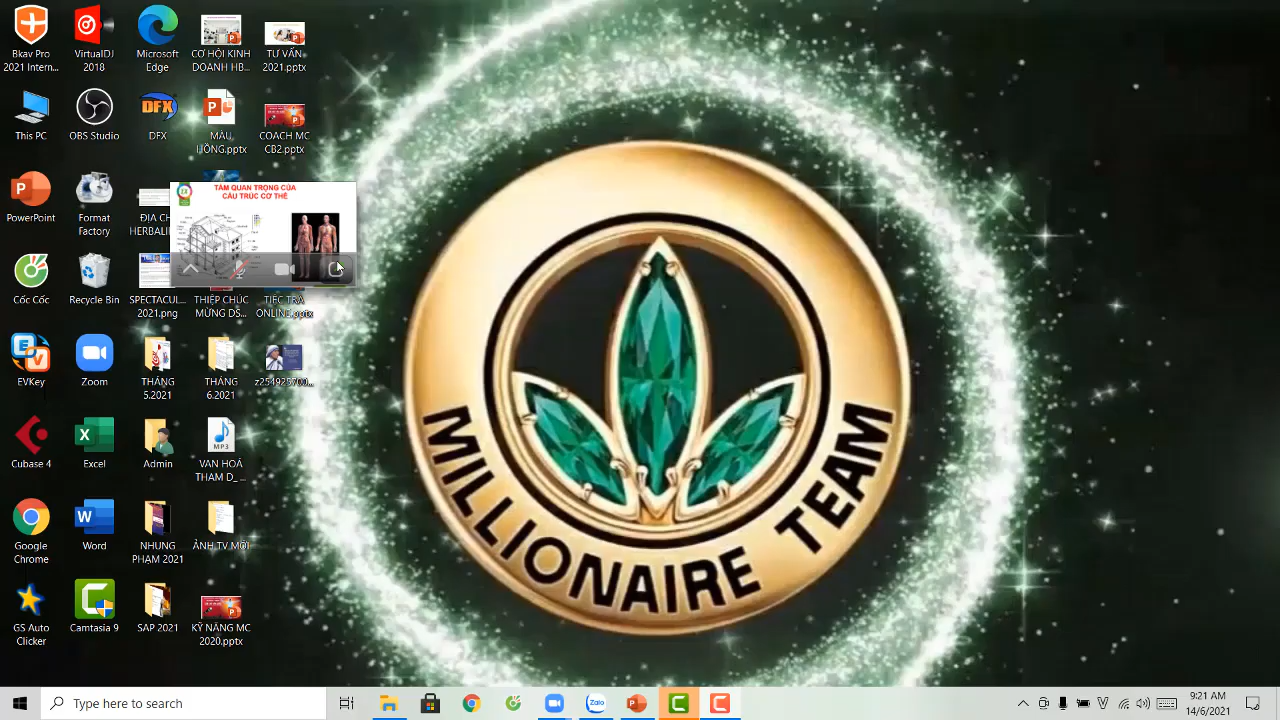 Bkav Pro
2021 Intern...
VirtualDJ
2018
Microsoft
Edge
CƠ HỘI KINH
DOANH HB...
TƯ VẤN
2021.pptx
This PC
OBS Studio
DFX
MÀU
HỒNG.pptx
COACH MC
CB2.pptx
PowerPoint
Format
Factory
ĐỊA CH
HERBALI
TẦM QUAN TRỌNG CỦA
CẤU TRÚC CƠ THỂ
Cốc Cốc
Recycle Bin
SPECTACUL...
2021.png
THIỆP CHÚC
MỪNG DS...
TIỆC TRÀ
ONLINE.pptx
EVKey
Zoom
THÁNG
5.2021
THÁNG
6.2021
z254925700...
Cubase 4
Excel
Admin
MP3
VAN HOÁ
THAM D_ ...
Google
Chrome
Word
NHUNG
PHẠM 2021
ẢNH TV MỚI
GS Auto
Clicker
Camtasia 9
SAP 2021
KỸ NĂNG MC
2020.pptx
MILLIONAIRE TEAM
Type here to search
Zalo
9:21 AM
14/6/2021